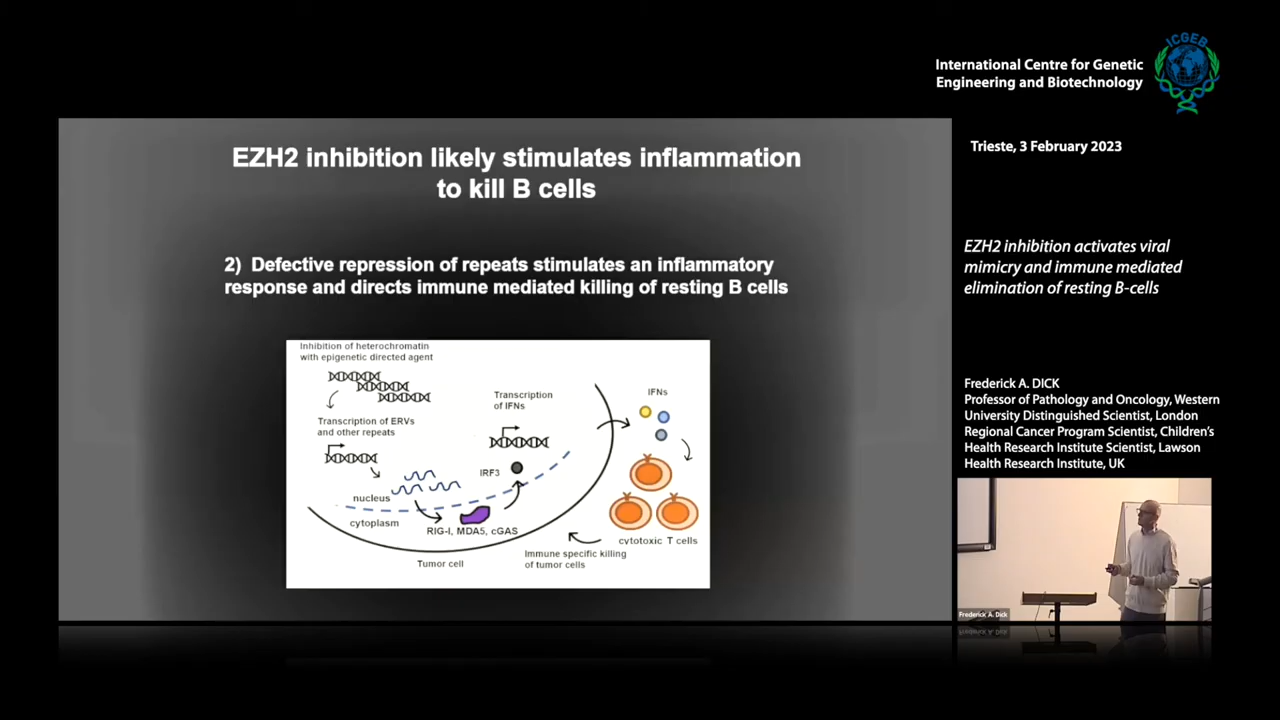 ICGEB
International Centre for Genetic
Engineering and Biotechnology
Trieste, 3 February 2023
EZH2 inhibition likely stimulates inflammation
to kill B cells
2) Defective repression of repeats stimulates an inflammatory
response and directs immune mediated killing of resting B cells
Inhibition of heterochromatin
with epigenetic directed agent
Transcription of ERVs
and other repeats
nucleus
cytoplasm
Transcription
of IFNs
IRF3
RIG-I, MDA5, cGAS
Tumor cell
IFNs
cytotoxic T cells
Immune specific killing
of tumor cells
EZH2 inhibition activates viral
mimicry and immune mediated
elimination of resting B-cells
Frederick A. DICK
Professor of Pathology and Oncology, Western
University Distinguished Scientist, London
Regional Cancer Program Scientist, Children's
Health Research Institute Scientist, Lawson
Health Research Institute, UK
Frederick A. Dick